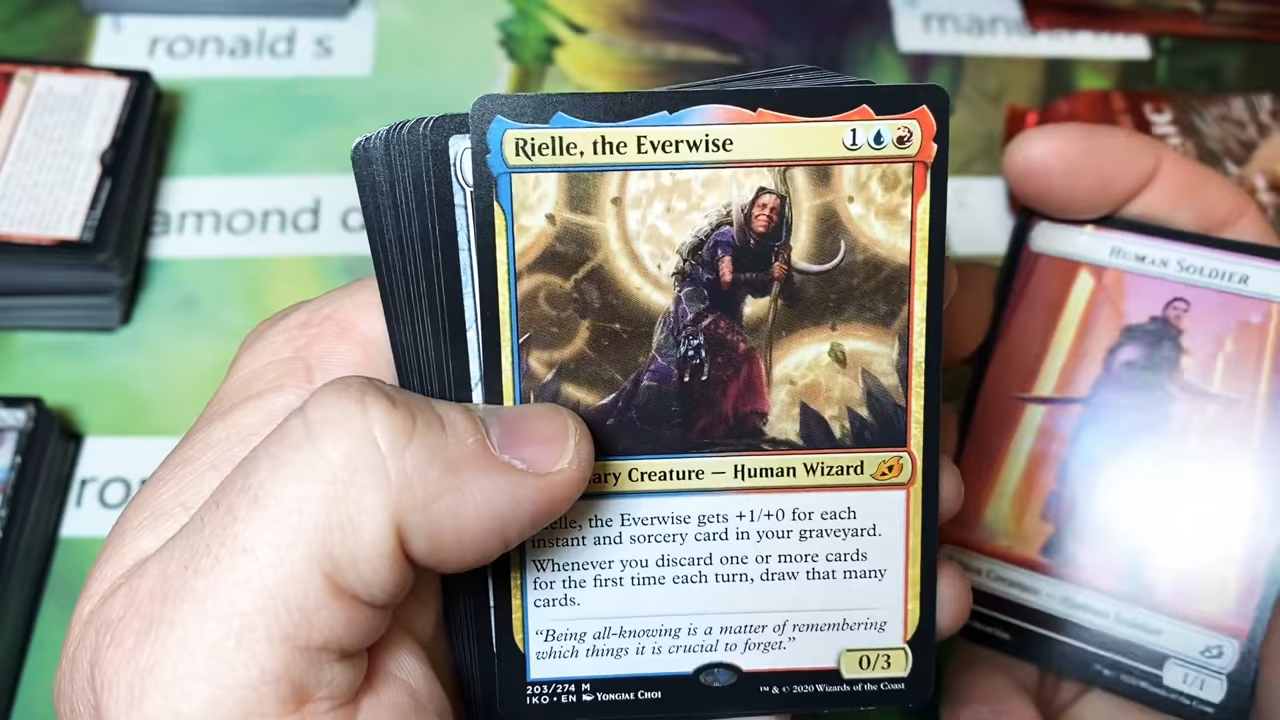 ronald s
amond d
Rielle, the Everwise
1
HUMAN SOLDIER
ary Creature — Human Wizard
elle, the Everwise gets +1/+0 for each
instant and sorcery card in your graveyard.
Whenever you discard one or more cards
for the first time each turn, draw that many
cards.
“Being all-knowing is a matter of remembering
which things it is crucial to forget.”
0/3
203/274 M
IKO • EN YONGJAE CHOI
™ & © 2020 Wizards of the Coast
1/1